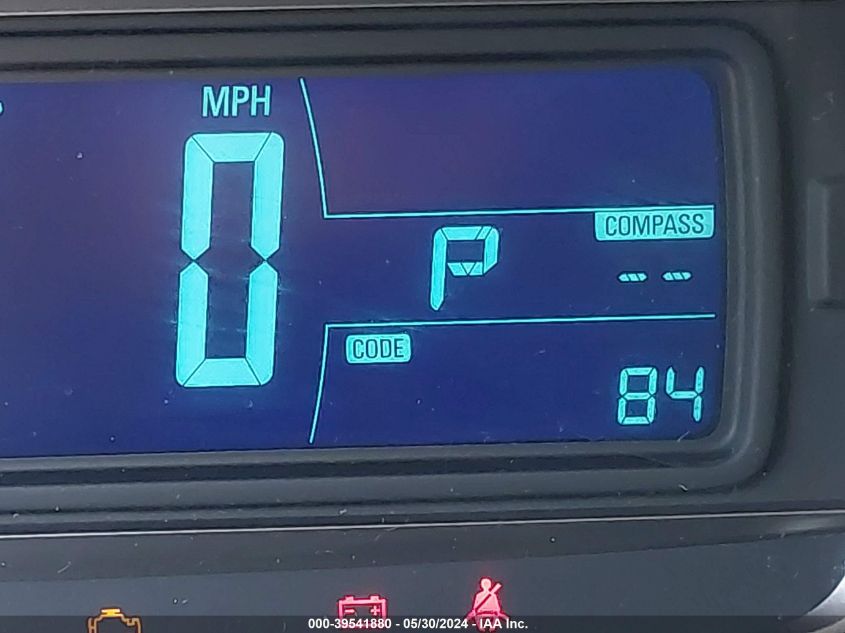 MPH
0
COMPASS
P
-- --
CODE
84
000-39541880 - 05/30/2024 - IAA Inc.